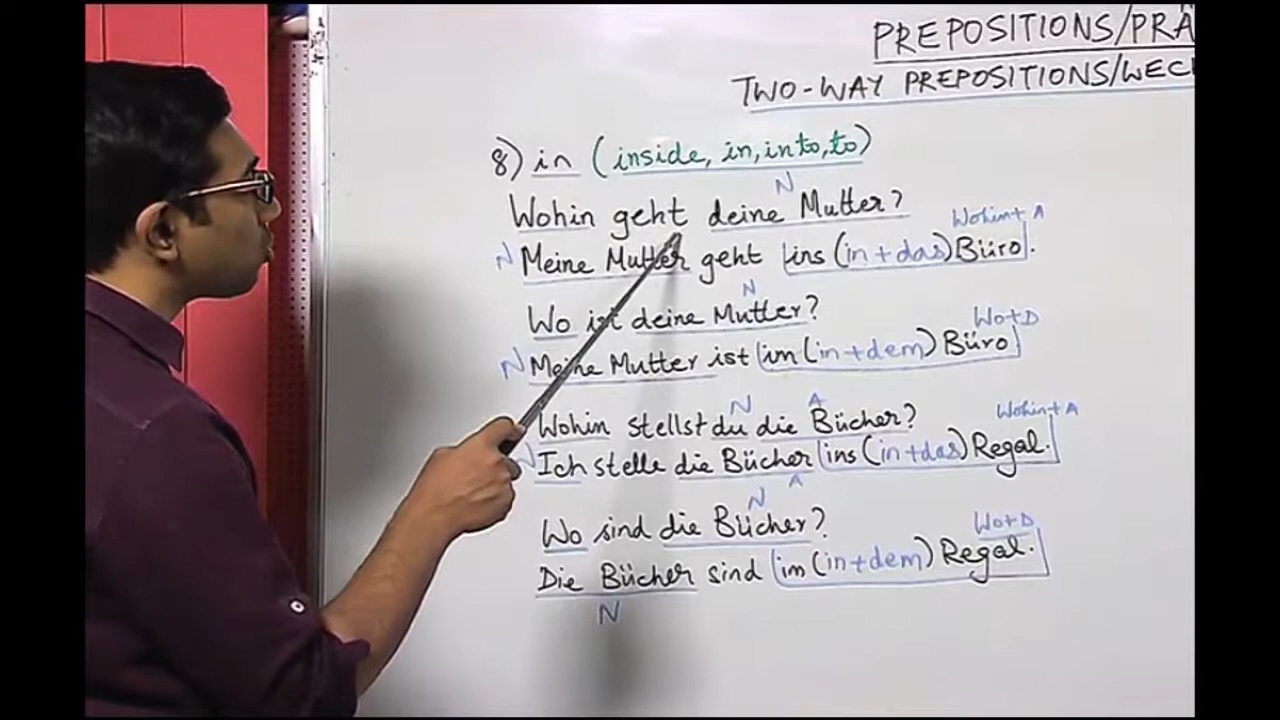 PREPOSITIONS/PRÄ
TWO-WAY PREPOSITIONS/WEC
8) in (inside, in, into, to)
N
Wohin geht deine Mutter?
Wohin+A
N Meine Mutter geht ins (in+das) Büro.
N
Wo ist deine Mutter?
Wo+D
N Meine Mutter ist im (in+dem) Büro
N A
Wohin stellst du die Bücher?
Wohin+A
N Ich stelle die Bücher ins (in+das) Regal.
A
N
Wo sind die Bücher?
Wo+D
Die Bücher sind im (in+dem) Regal.
N